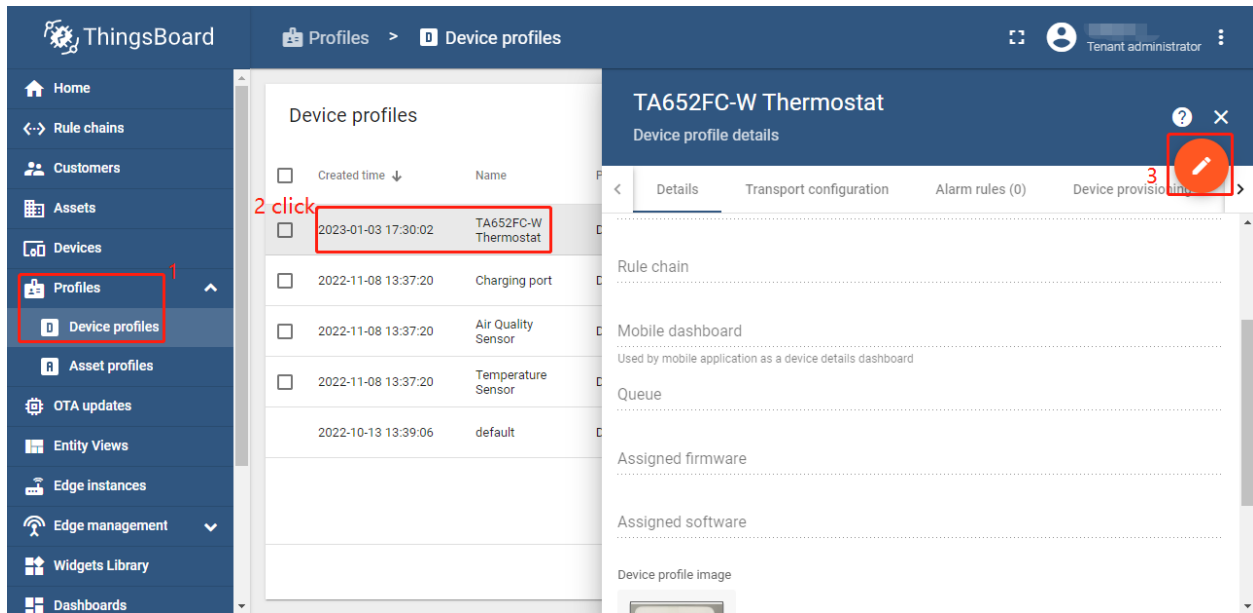 ThingsBoard
Profiles > Device profiles
Tenant administrator
Home
Rule chains
Customers
Assets
Devices
Profiles
1
Device profiles
Asset profiles
OTA updates
Entity Views
Edge instances
Edge management
Widgets Library
Dashboards
Device profiles
Created time Name
2 click
2023-01-03 17:30:02 TA652FC-W
Thermostat
2022-11-08 13:37:20 Charging port
2022-11-08 13:37:20 Air Quality
Sensor
2022-11-08 13:37:20 Temperature
Sensor
2022-10-13 13:39:06 default
TA652FC-W Thermostat
Device profile details
3
Details Transport configuration Alarm rules (0) Device provisioning
Rule chain
Mobile dashboard
Used by mobile application as a device details dashboard
Queue
Assigned firmware
Assigned software
Device profile image